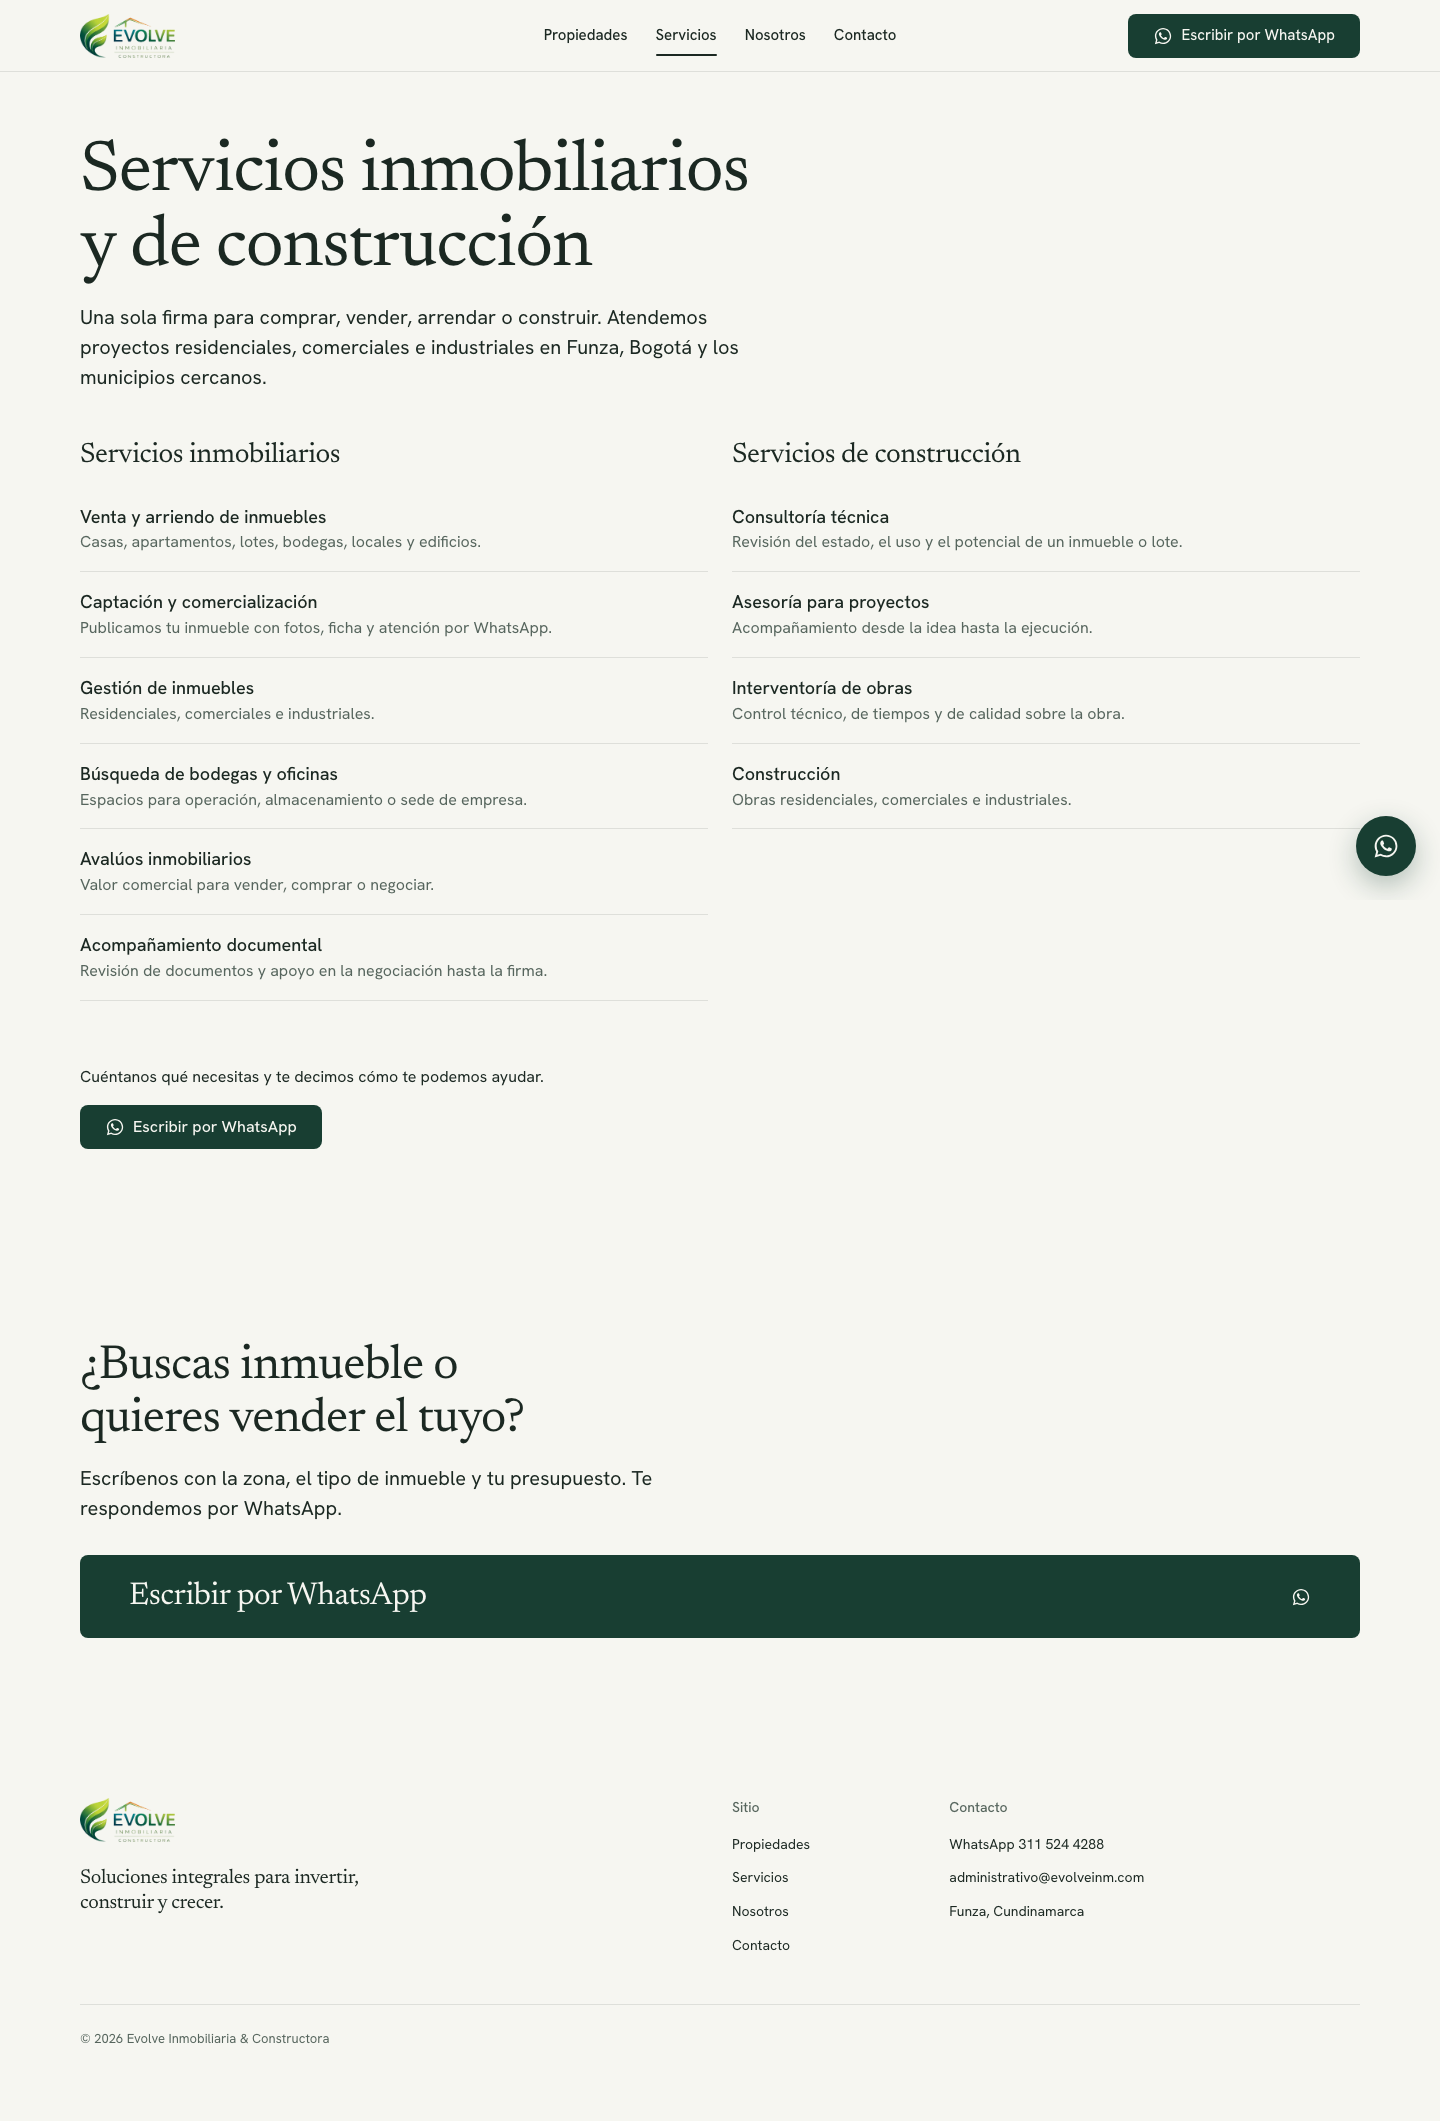 EVOLVE
INMOBILIARIA
CONSTRUCTORA
Propiedades
Servicios
Nosotros
Contacto
Escribir por WhatsApp
Servicios inmobiliarios
y de construcción
Una sola firma para comprar, vender, arrendar o construir. Atendemos
proyectos residenciales, comerciales e industriales en Funza, Bogotá y los
municipios cercanos.
Servicios inmobiliarios
Venta y arriendo de inmuebles
Casas, apartamentos, lotes, bodegas, locales y edificios.
Captación y comercialización
Publicamos tu inmueble con fotos, ficha y atención por WhatsApp.
Gestión de inmuebles
Residenciales, comerciales e industriales.
Búsqueda de bodegas y oficinas
Espacios para operación, almacenamiento o sede de empresa.
Avalúos inmobiliarios
Valor comercial para vender, comprar o negociar.
Acompañamiento documental
Revisión de documentos y apoyo en la negociación hasta la firma.
Servicios de construcción
Consultoría técnica
Revisión del estado, el uso y el potencial de un inmueble o lote.
Asesoría para proyectos
Acompañamiento desde la idea hasta la ejecución.
Interventoría de obras
Control técnico, de tiempos y de calidad sobre la obra.
Construcción
Obras residenciales, comerciales e industriales.
Cuéntanos qué necesitas y te decimos cómo te podemos ayudar.
Escribir por WhatsApp
¿Buscas inmueble o
quieres vender el tuyo?
Escríbenos con la zona, el tipo de inmueble y tu presupuesto. Te
respondemos por WhatsApp.
Escribir por WhatsApp
EVOLVE
INMOBILIARIA
CONSTRUCTORA
Soluciones integrales para invertir,
construir y crecer.
Sitio
Propiedades
Servicios
Nosotros
Contacto
Contacto
WhatsApp 311 524 4288
administrativo@evolveinm.com
Funza, Cundinamarca
© 2026 Evolve Inmobiliaria & Constructora